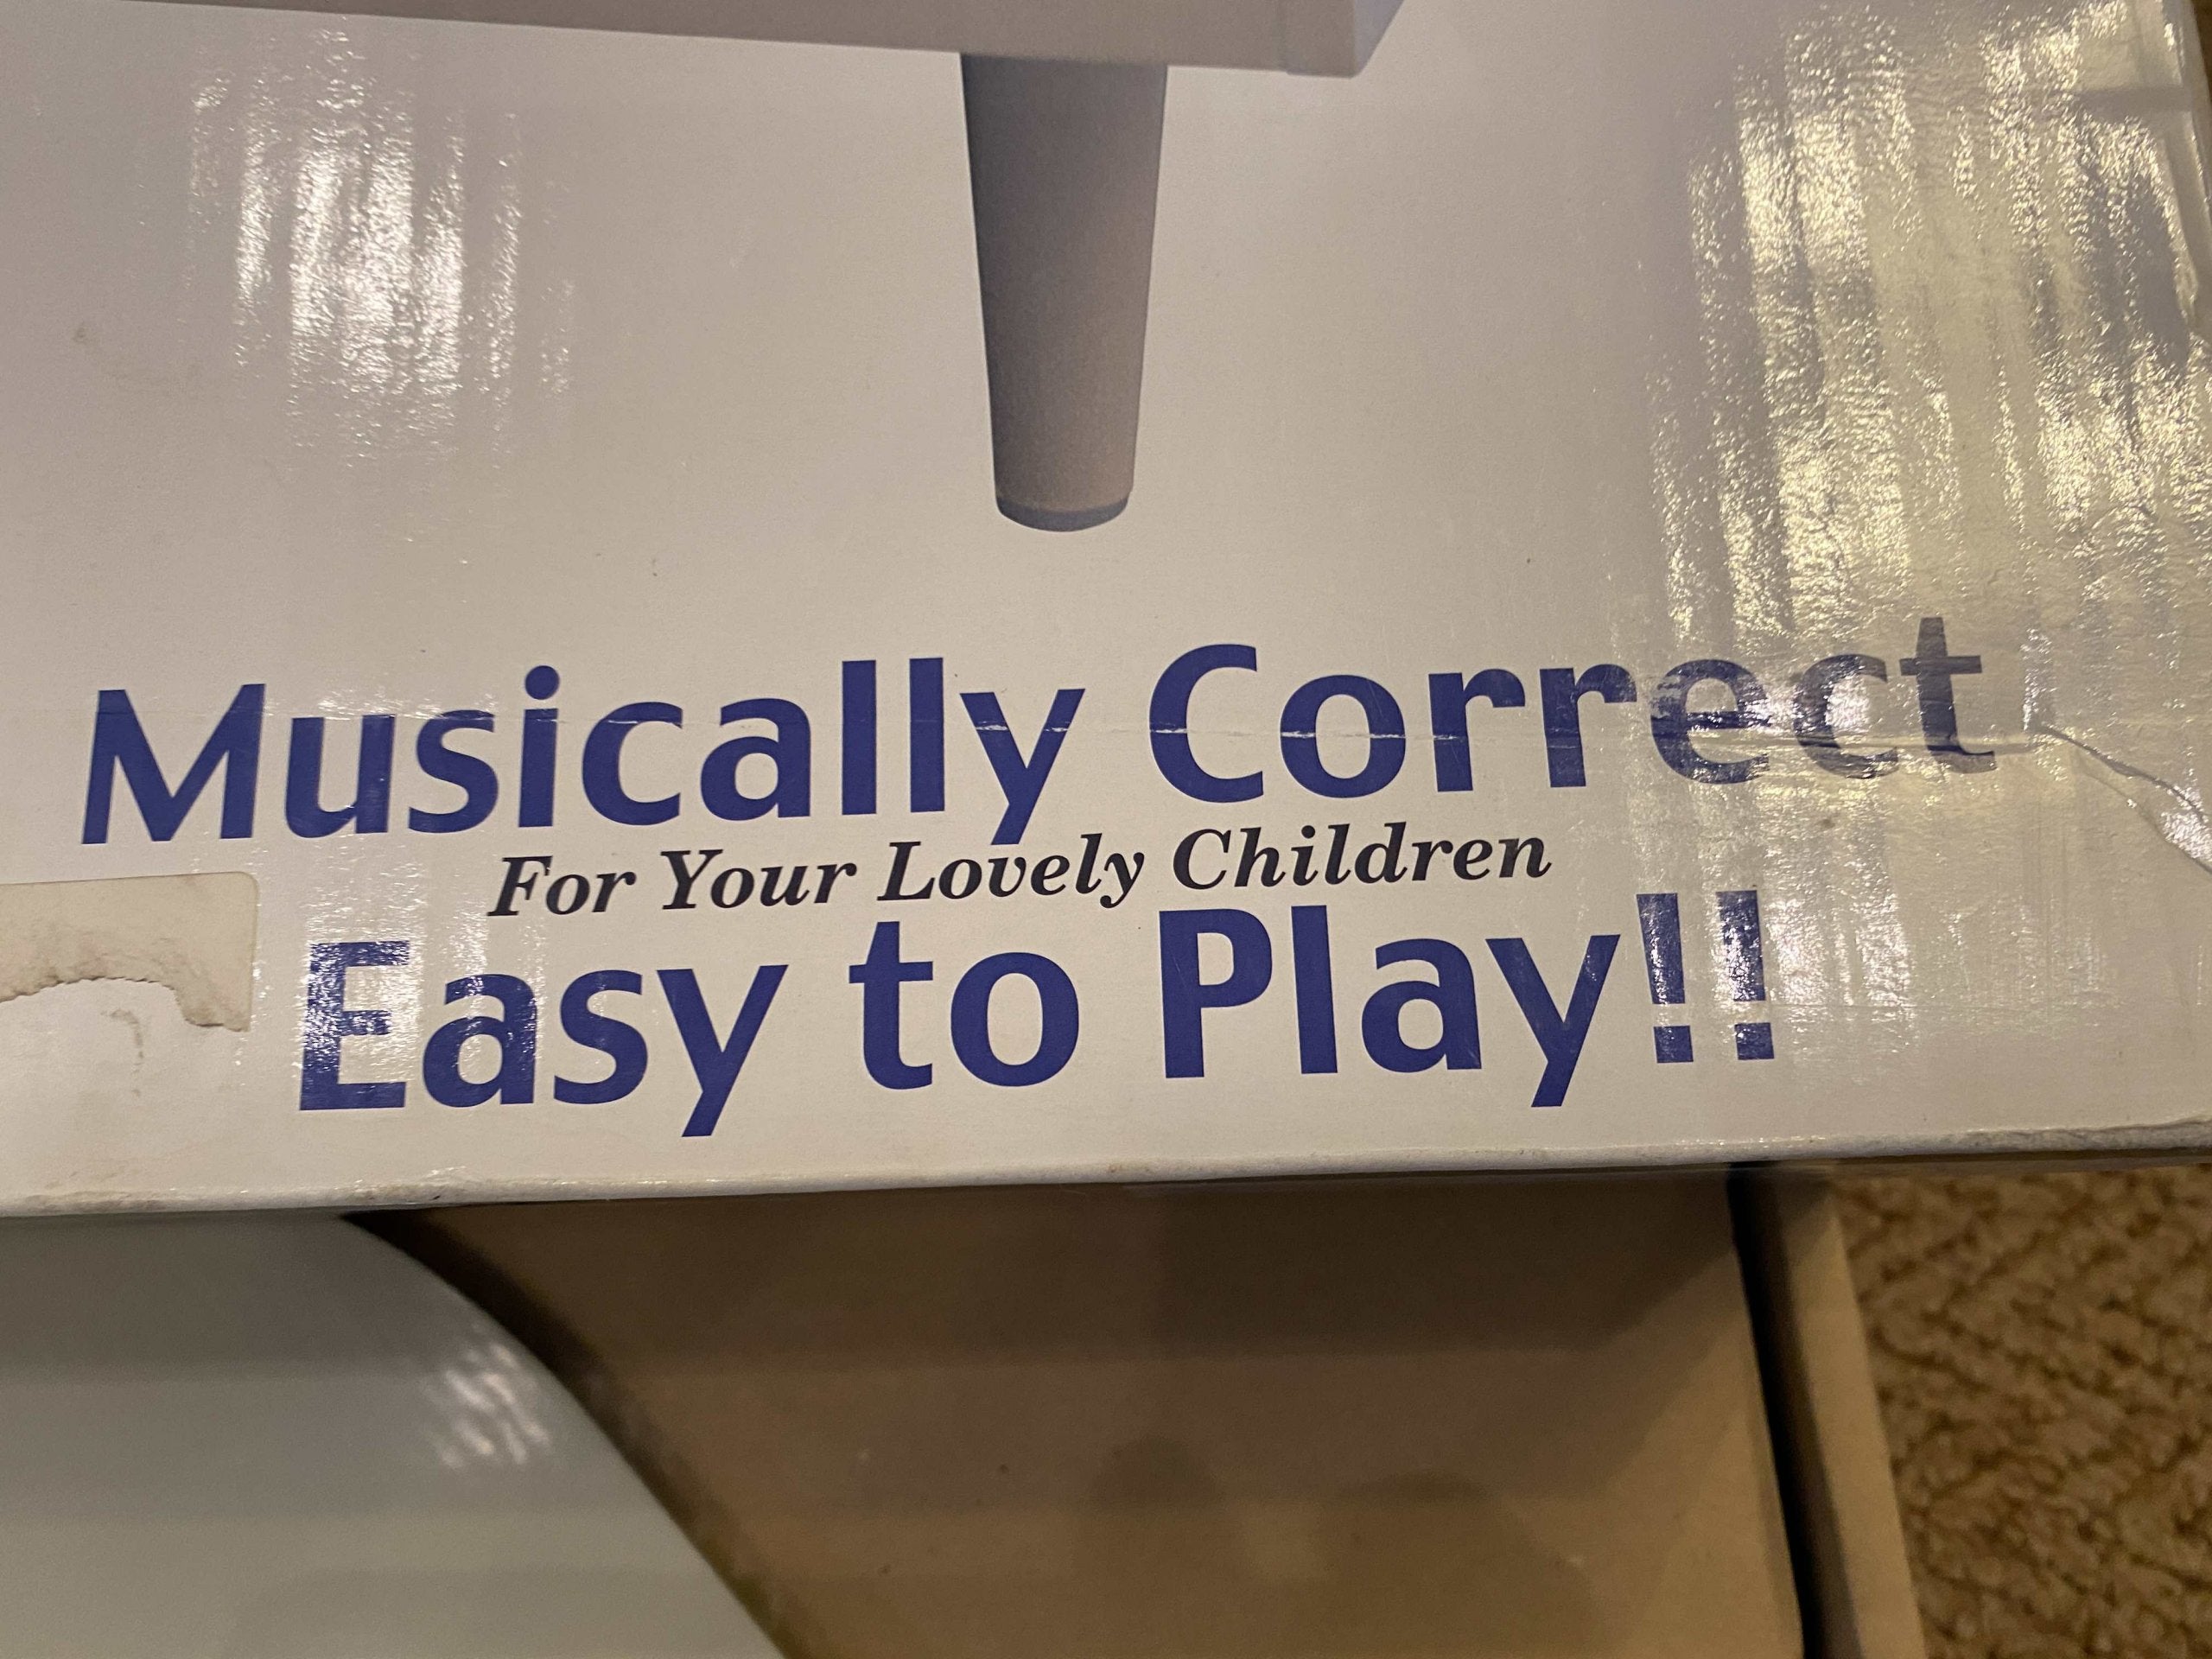 Musically Correct
For Your Lovely Children
Easy to Play!!